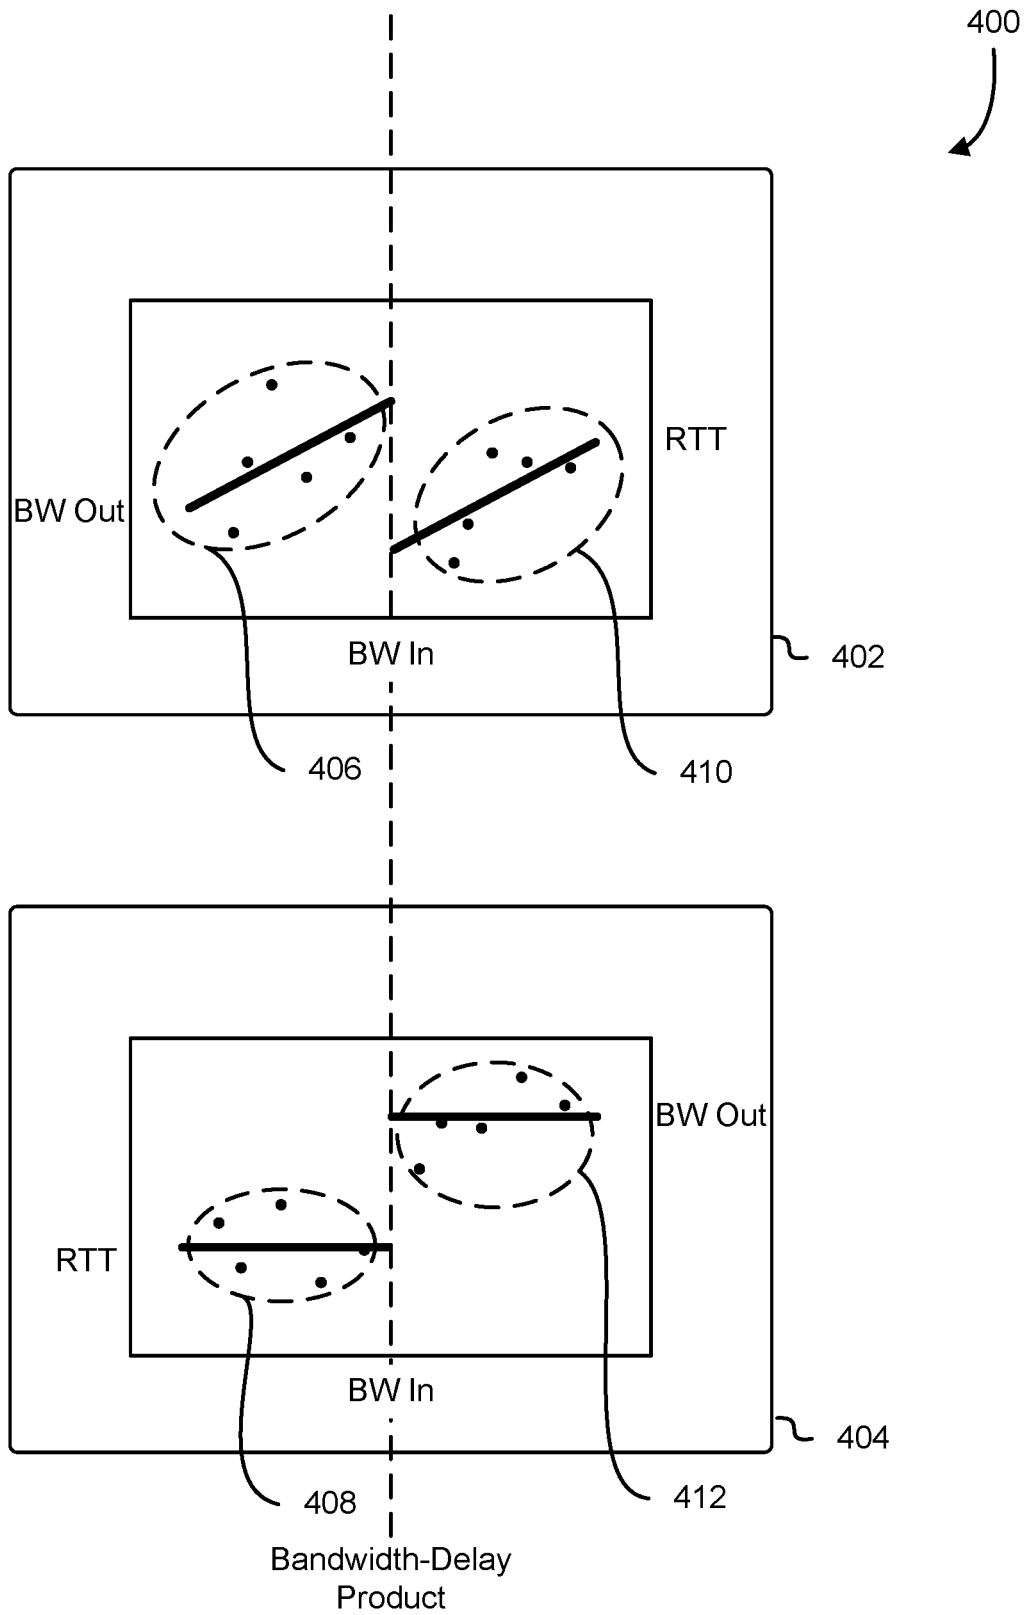 400
RTT
BW Out
BW In
402
406
410
BW Out
RTT
BW In
404
408
412
Bandwidth-Delay
Product